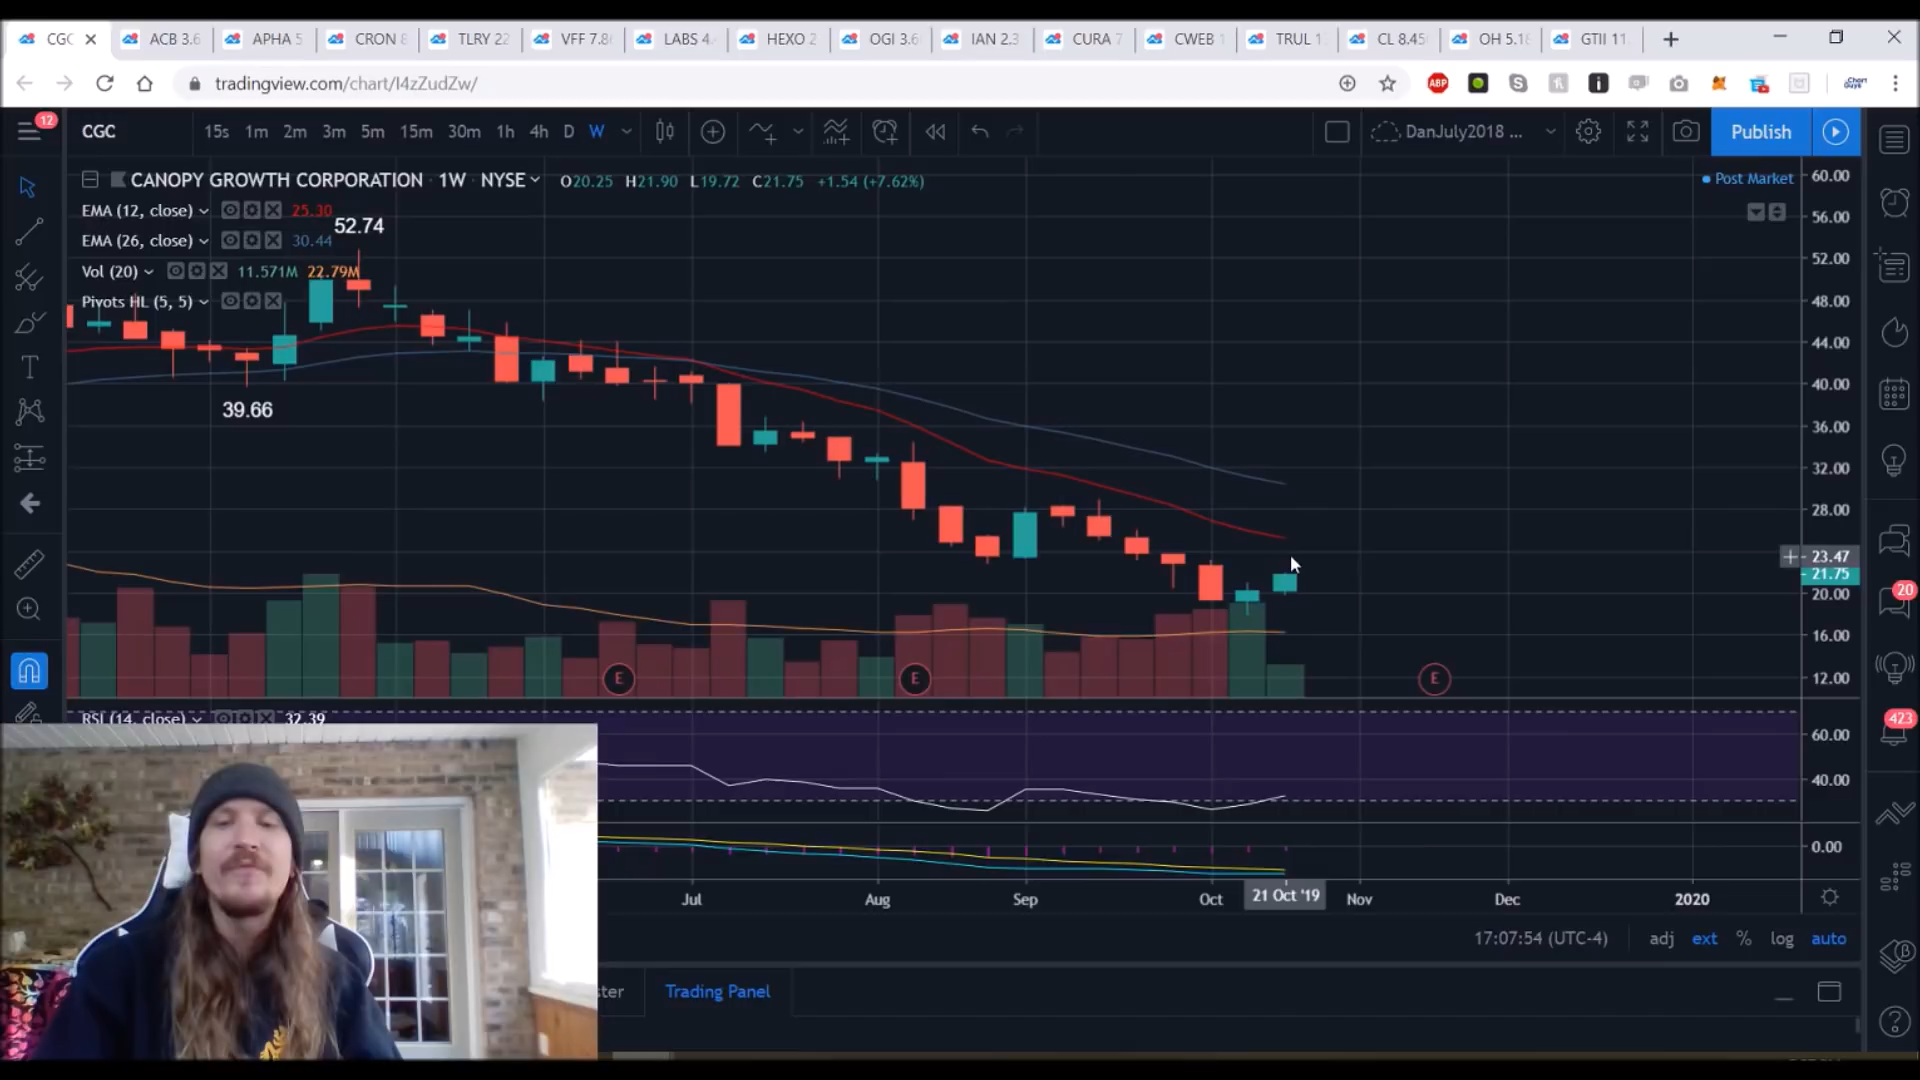 CGC
ACB 3.6
APHA 5
CRON 8
TLRY 22
VFF 7.8
LABS 4
HEXO 2
OGI 3.6
IAN 2.3
CURA 7
CWEB 1
TRUL 1
CL 8.45
OH 5.18
GTII 11
tradingview.com/chart/I4zZudZw/
ABP
12
CGC
15s 1m 2m 3m 5m 15m 30m 1h 4h D W
DanJuly2018 ...
Publish
CANOPY GROWTH CORPORATION · 1W · NYSE
O20.25 H21.90 L19.72 C21.75 +1.54 (+7.62%)
Post Market
EMA (12, close) 25.30
52.74
EMA (26, close) 30.44
Vol (20) 11.571M 22.79M
Pivots HL (5, 5)
39.66
60.00
56.00
52.00
48.00
44.00
40.00
36.00
32.00
28.00
23.47
21.75
20.00
16.00
12.00
E E E
RSI (14, close) 32.39
60.00
40.00
0.00
20
423
Jul Aug Sep Oct 21 Oct '19 Nov Dec 2020
17:07:54 (UTC-4) adj ext % log auto
ster
Trading Panel